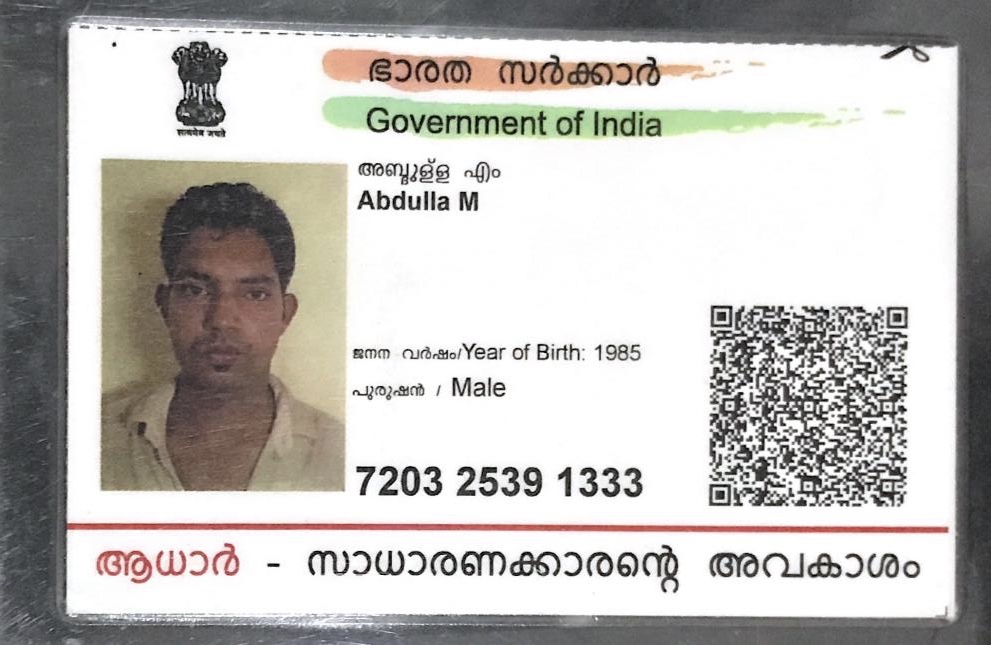 ഭാരത സർക്കാർ
Government of India
सत्यमेव जयते
അബ്ദുള്ള എം
Abdulla M
ജനന വർഷം/Year of Birth: 1985
പുരുഷൻ / Male
7203 2539 1333
ആധാർ - സാധാരണക്കാരന്റെ അവകാശം